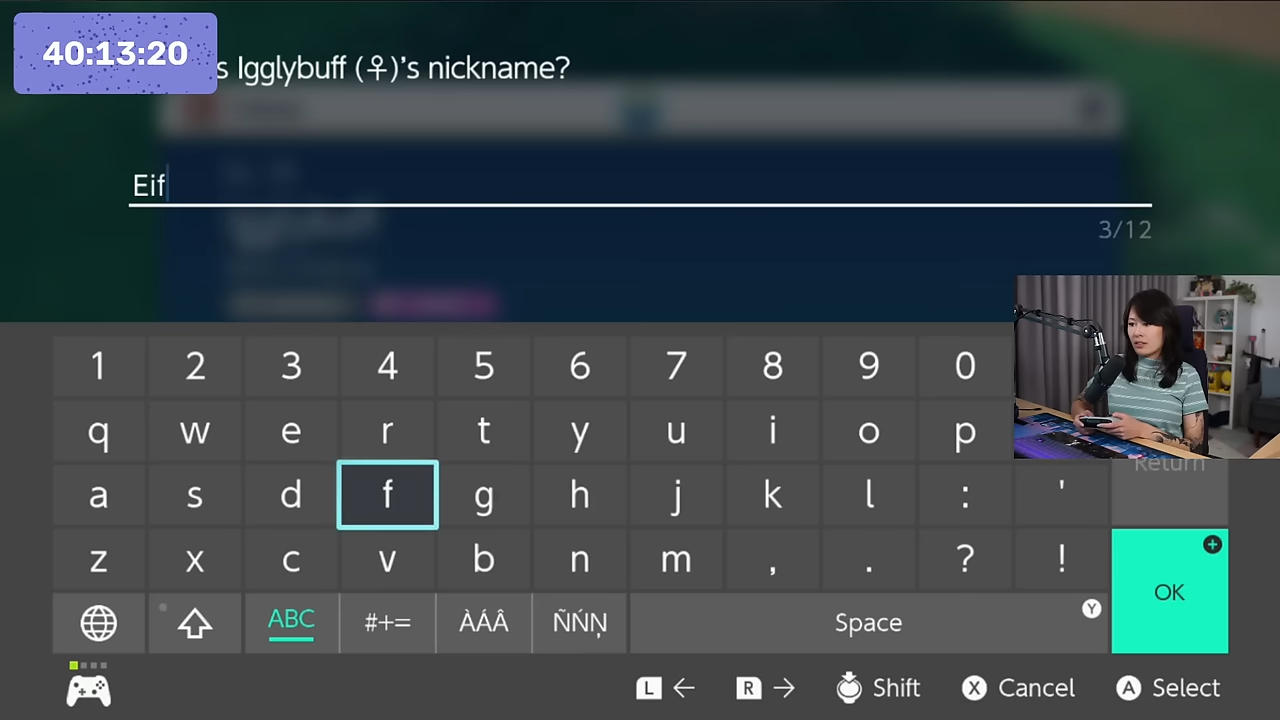 40:13:20
s Igglybuff (♀)'s nickname?
Eif
3/12
1 2 3 4 5 6 7 8 9 0
q w e r t y u i o p
a s d f g h j k l : '
Return
z x c v b n m , . ? !
OK
ABC #+= ÀÁÂ ÑŃŅ Space Y
L ← R → Shift X Cancel A Select